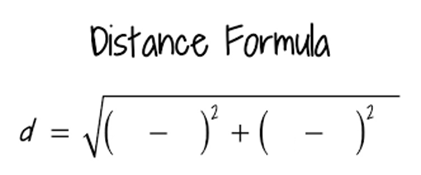 Distance Formula
d = √(   −   )² + (   −   )²